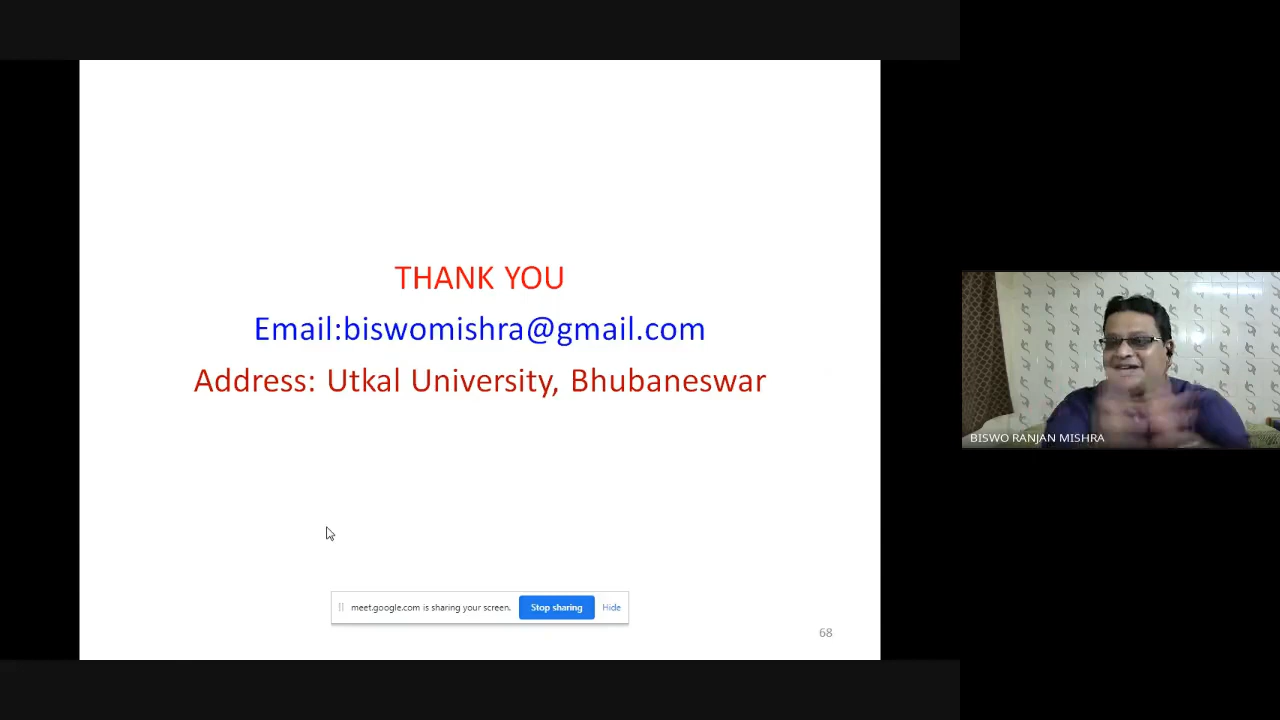 THANK YOU
Email:biswomishra@gmail.com
Address: Utkal University, Bhubaneswar
BISWO RANJAN MISHRA
meet.google.com is sharing your screen. Stop sharing Hide
68